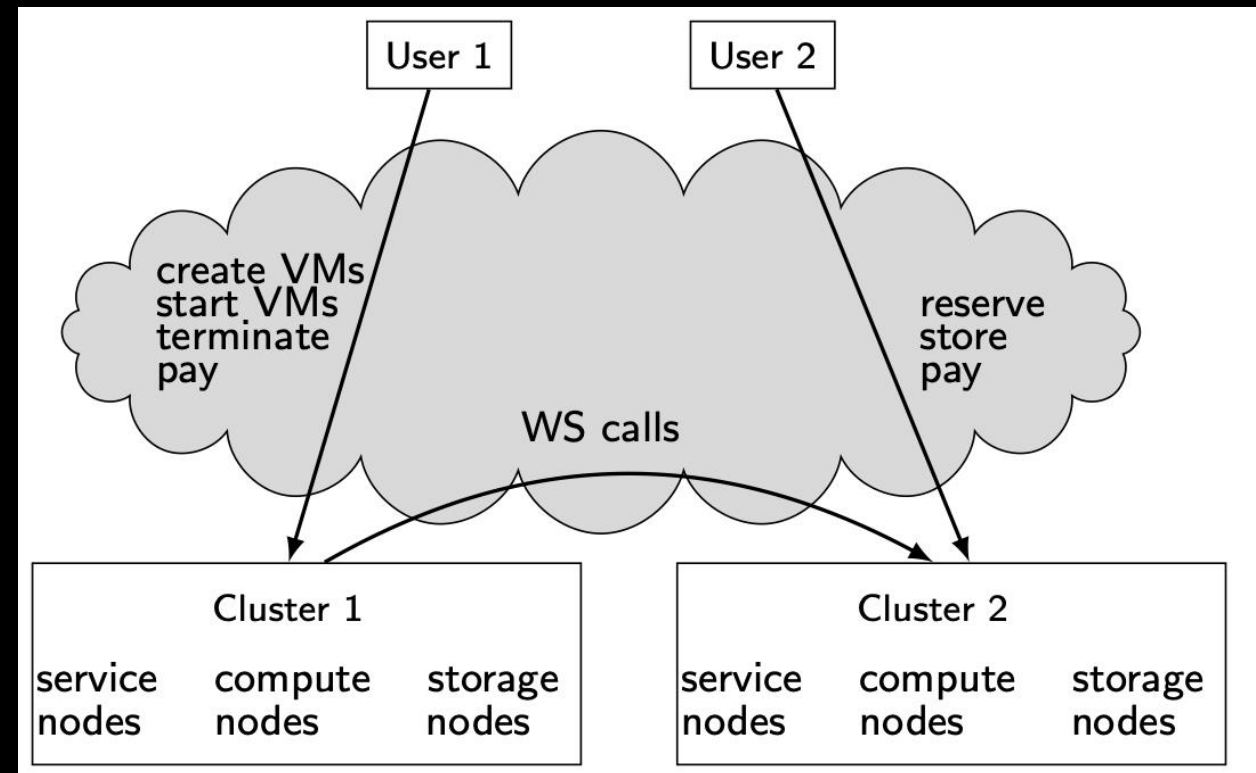 User 1
User 2
create VMs
start VMs
terminate
pay
reserve
store
pay
WS calls
Cluster 1
service compute storage
nodes nodes nodes
Cluster 2
service compute storage
nodes nodes nodes